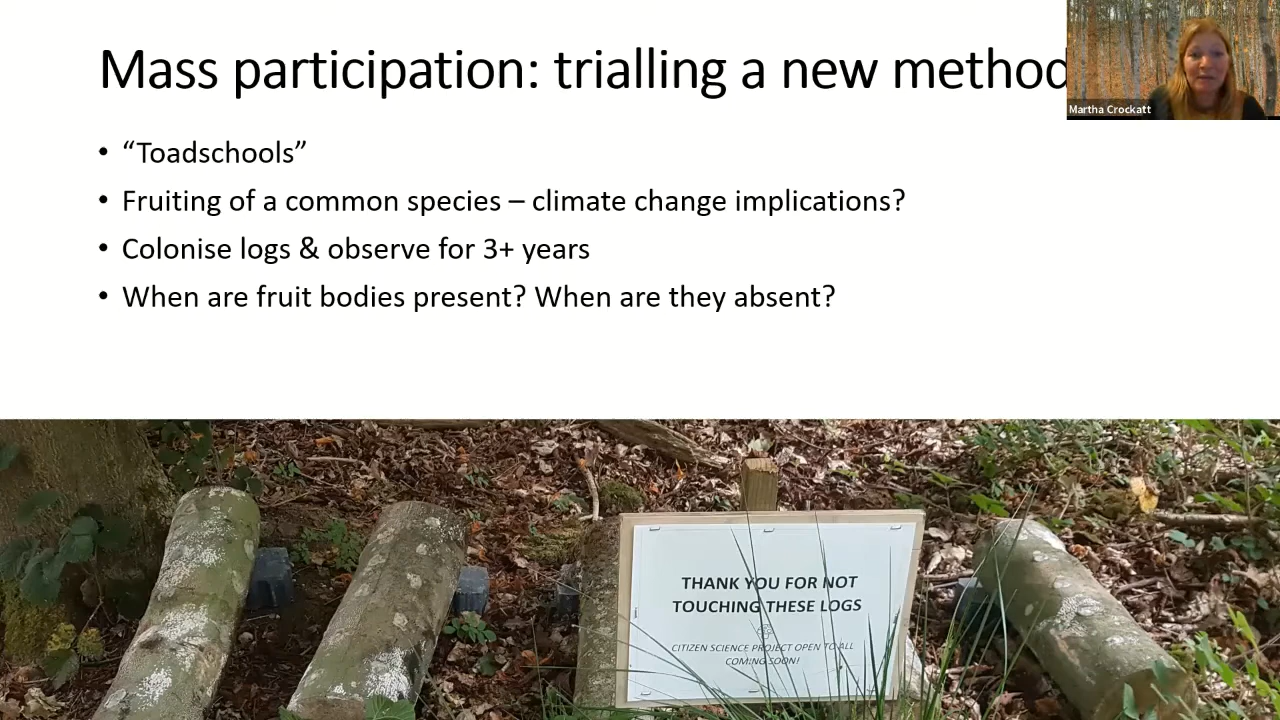 Mass participation: trialling a new method
Martha Crockatt
• “Toadschools”
• Fruiting of a common species – climate change implications?
• Colonise logs & observe for 3+ years
• When are fruit bodies present? When are they absent?
THANK YOU FOR NOT
TOUCHING THESE LOGS
CITIZEN SCIENCE PROJECT OPEN TO ALL
COMING SOON!